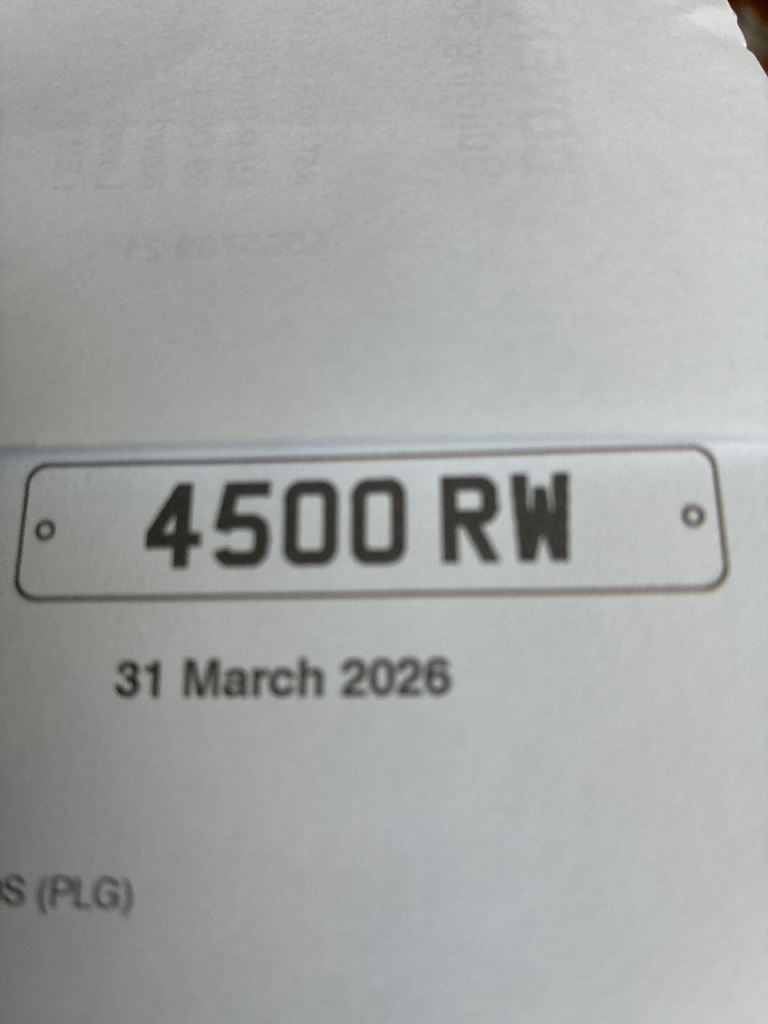 4500 RW
31 March 2026
S (PLG)